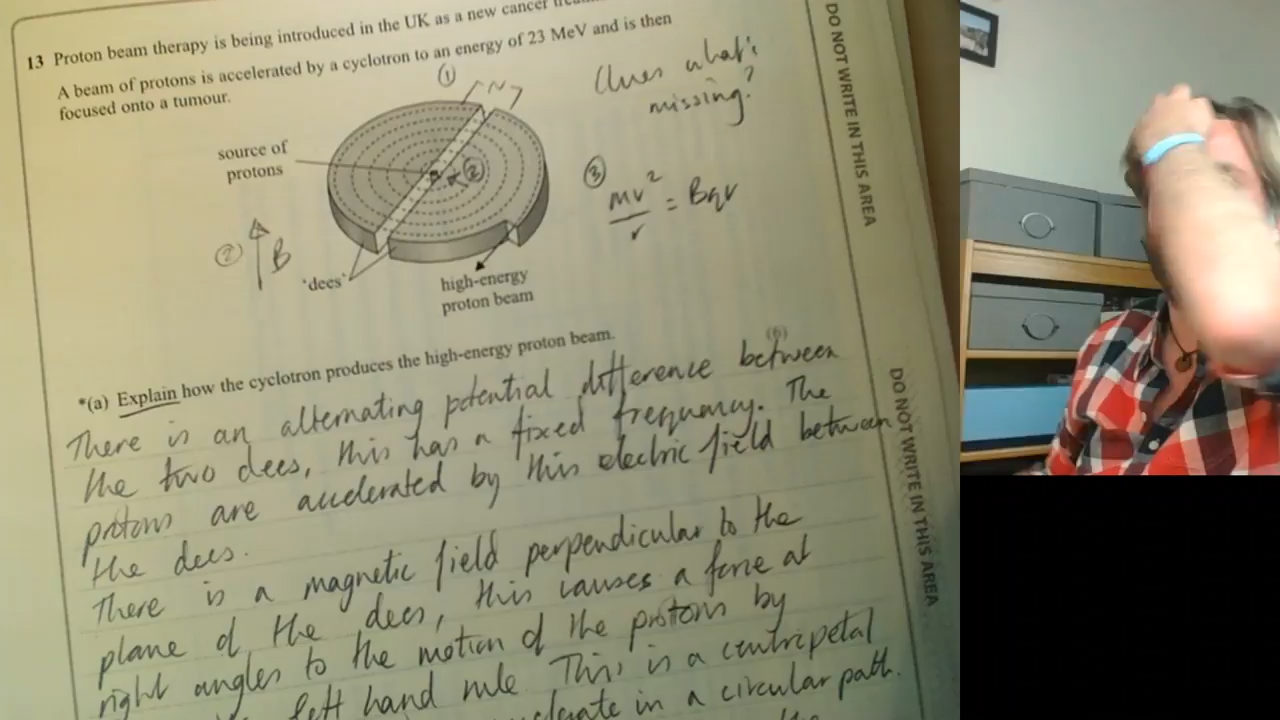 13 Proton beam therapy is being introduced in the UK as a new cancer
A beam of protons is accelerated by a cyclotron to an energy of 23 MeV and is then
focused onto a tumour.
Clues what's
missing?
①
N
source of
protons
②
③
mv² / r = Bqv
② B
'dees'
high-energy
proton beam
*(a) Explain how the cyclotron produces the high-energy proton beam.
(6)
There is an alternating potential difference between
the two dees, this has a fixed frequency. The
protons are accelerated by this electric field between
the dees.
There is a magnetic field perpendicular to the
plane of the dees, this causes a force at
right angles to the motion of the protons by
left hand rule. This is a centripetal
in a circular path.
the
DO NOT WRITE IN THIS AREA
DO NOT WRITE IN THIS AREA